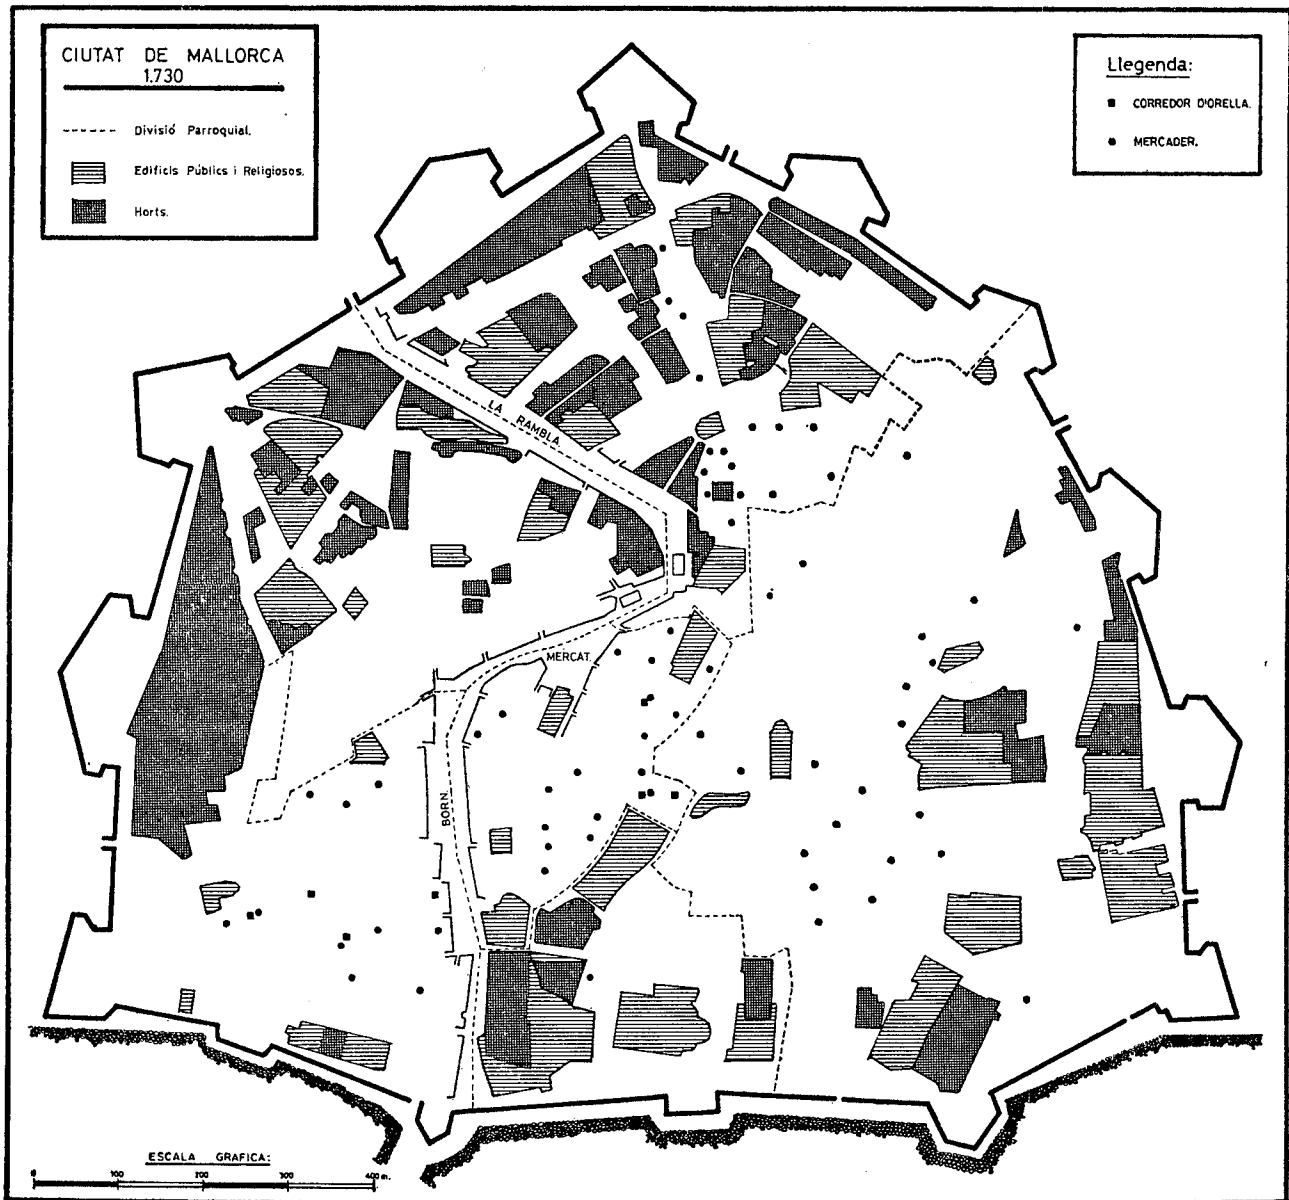 CIUTAT DE MALLORCA
1.730
Divisió Parroquial.
Edificis Públics i Religiosos.
Horts.
Llegenda:
CORREDOR D'ORELLA.
MERCADER.
LA RAMBLA
MERCAT.
BORN.
ESCALA GRAFICA:
0 100 200 300 400 m.